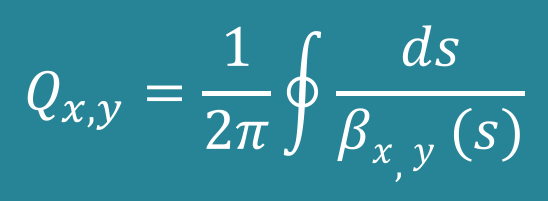 Q_{x,y} = \frac{1}{2\pi} \oint \frac{ds}{\beta_{x,y}(s)}